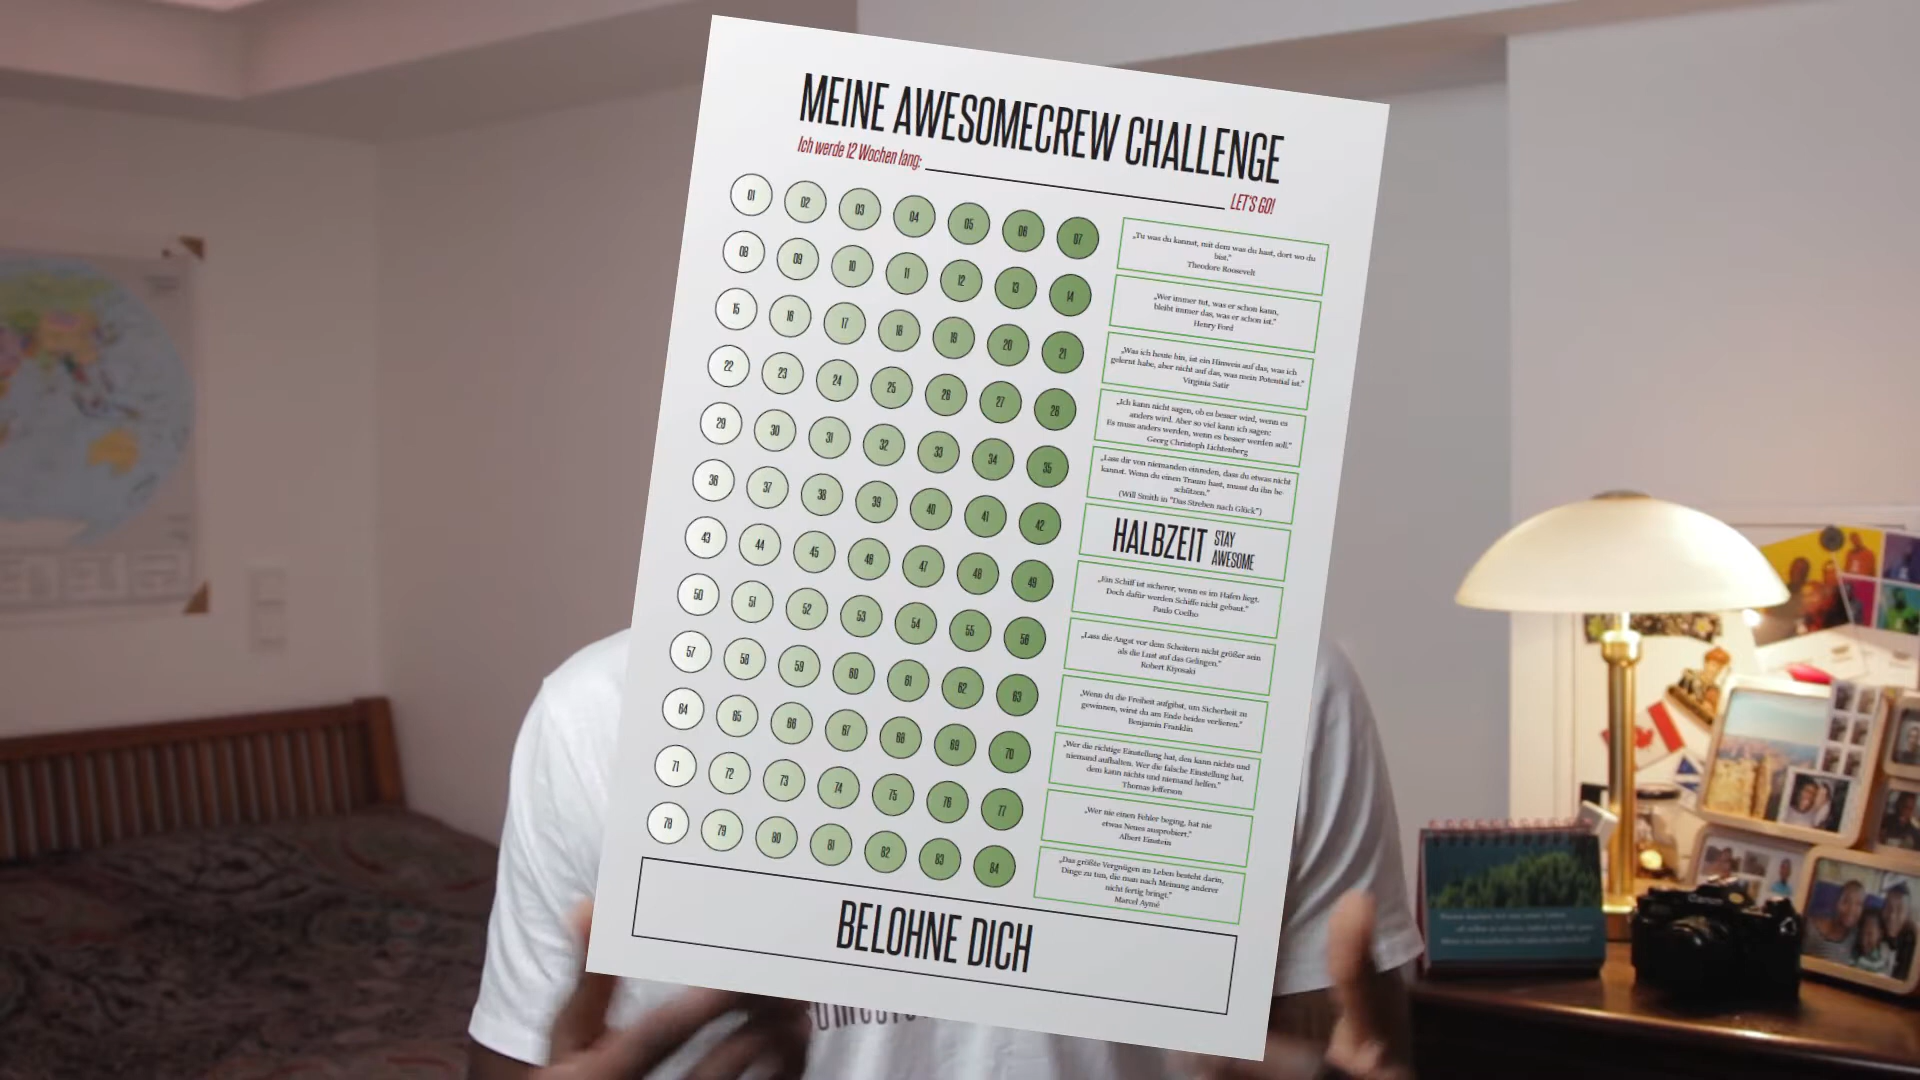 MEINE AWESOMECREW CHALLENGE
Ich werde 12 Wochen lang:
LET'S GO!
01 02 03 04 05 06 07
„Tu was du kannst, mit dem was du hast, dort wo du
bist."
Theodore Roosevelt
08 09 10 11 12 13 14
„Wer immer tut, was er schon kann,
bleibt immer das, was er schon ist."
Henry Ford
15 16 17 18 19 20 21
„Was ich heute bin, ist ein Hinweis auf das, was ich
gelernt habe, aber nicht auf das, was mein Potential ist."
Virginia Satir
22 23 24 25 26 27 28
„Ich kann nicht sagen, ob es besser wird, wenn es
anders wird. Aber so viel kann ich sagen:
Es muss anders werden, wenn es besser werden soll."
Georg Christoph Lichtenberg
29 30 31 32 33 34 35
„Lass dir von niemanden einreden, dass du etwas nicht
kannst. Wenn du einen Traum hast, musst du ihn be-
schützen."
(Will Smith in "Das Streben nach Glück")
36 37 38 39 40 41 42
HALBZEIT STAY
AWESOME
43 44 45 46 47 48 49
„Ein Schiff ist sicherer, wenn es im Hafen liegt.
Doch dafür werden Schiffe nicht gebaut."
Paulo Coelho
50 51 52 53 54 55 56
„Lass die Angst vor dem Scheitern nicht größer sein
als die Lust auf das Gelingen."
Robert Kiyosaki
57 58 59 60 61 62 63
„Wenn du die Freiheit aufgibst, um Sicherheit zu
gewinnen, wirst du am Ende beides verlieren."
Benjamin Franklin
64 65 66 67 68 69 70
„Wer die richtige Einstellung hat, den kann nichts und
niemand aufhalten. Wer die falsche Einstellung hat,
dem kann nichts und niemand helfen."
Thomas Jefferson
71 72 73 74 75 76 77
„Wer nie einen Fehler beging, hat nie
etwas Neues ausprobiert."
Albert Einstein
78 79 80 81 82 83 84
„Das größte Vergnügen im Leben besteht darin,
Dinge zu tun, die man nach Meinung anderer
nicht fertig bringt."
Marcel Aymé
BELOHNE DICH
Canon